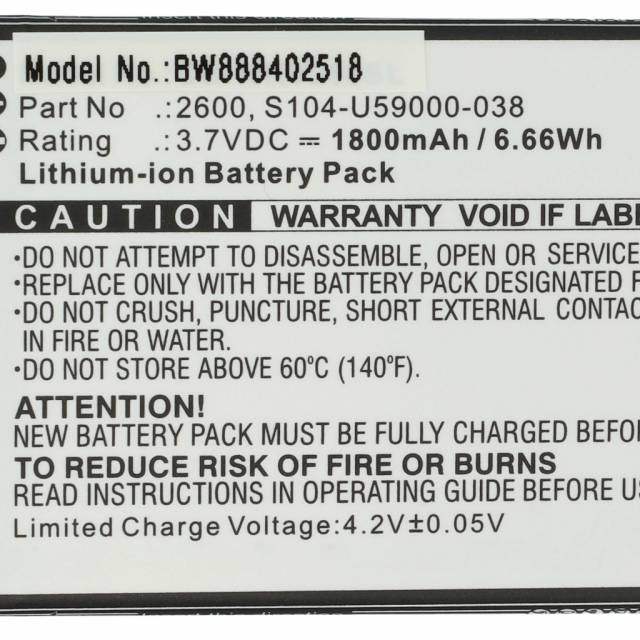 Model No.:BW888402518
Part No .:2600, S104-U59000-038
Rating .:3.7VDC ⎓ 1800mAh / 6.66Wh
Lithium-ion Battery Pack
CAUTION WARRANTY VOID IF LABE
·DO NOT ATTEMPT TO DISASSEMBLE, OPEN OR SERVICE
·REPLACE ONLY WITH THE BATTERY PACK DESIGNATED F
·DO NOT CRUSH, PUNCTURE, SHORT EXTERNAL CONTAC
IN FIRE OR WATER.
·DO NOT STORE ABOVE 60°C (140°F).
ATTENTION!
NEW BATTERY PACK MUST BE FULLY CHARGED BEFO
TO REDUCE RISK OF FIRE OR BURNS
READ INSTRUCTIONS IN OPERATING GUIDE BEFORE U
Limited Charge Voltage:4.2V±0.05V